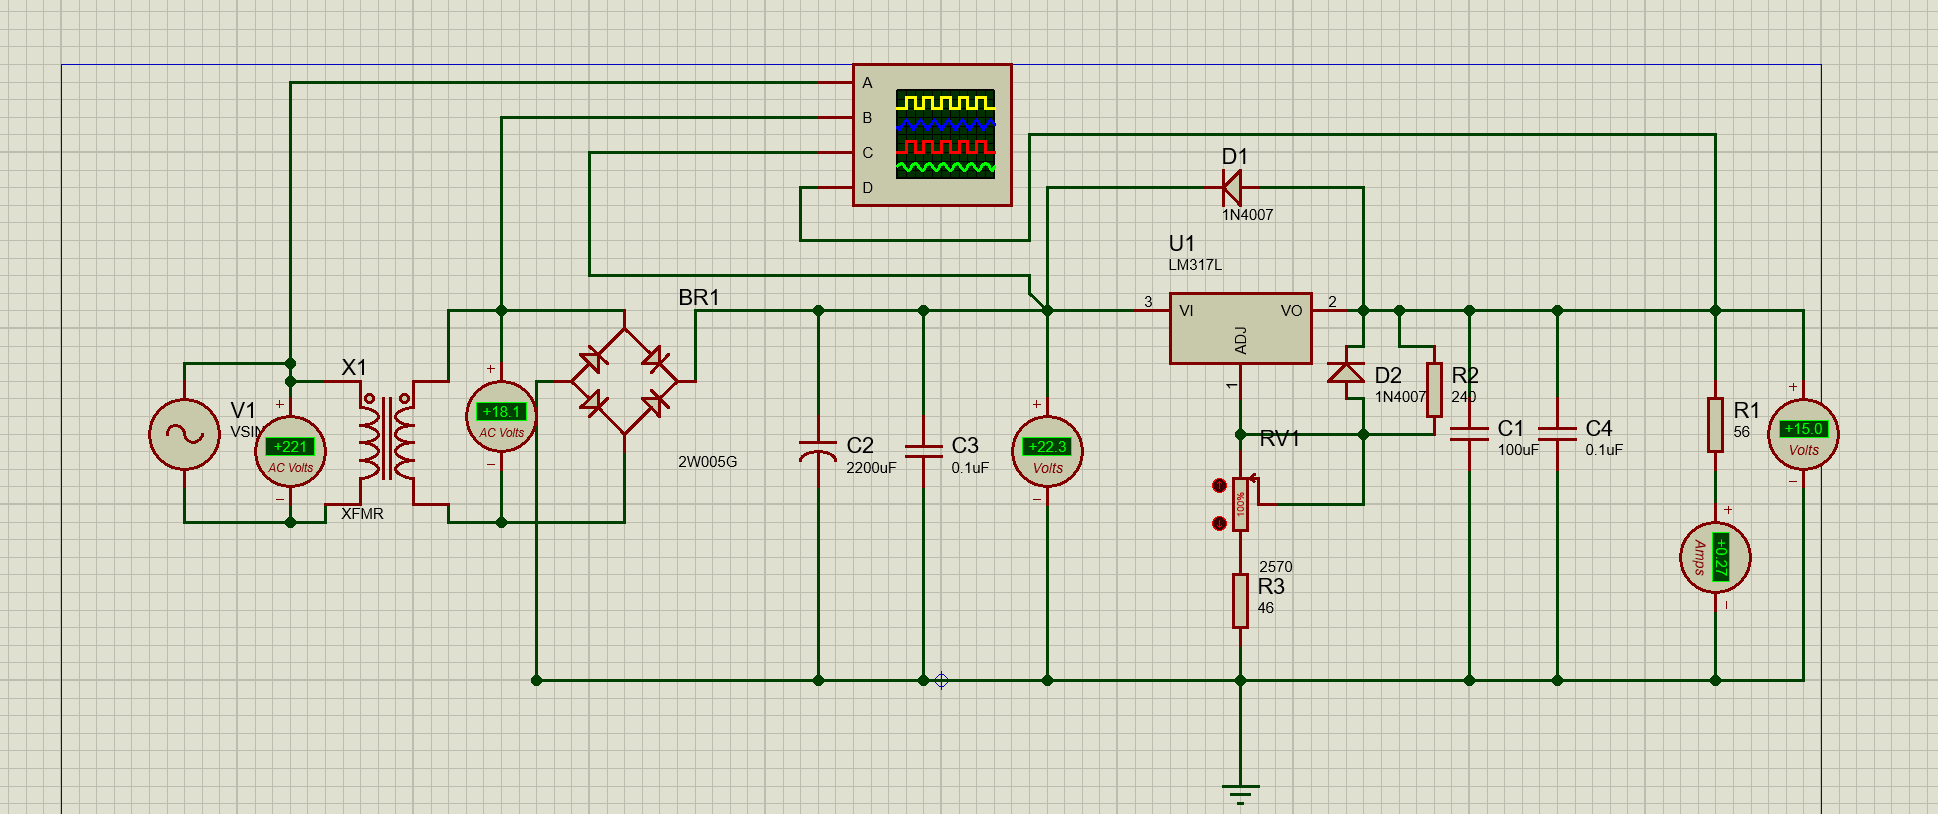 A
B
C
D
D1
1N4007
U1
LM317L
BR1
3
VI
VO
2
ADJ
1
X1
V1
VSIN
+221
AC Volts
XFMR
+18.1
AC Volts
2W005G
C2
2200uF
C3
0.1uF
+22.3
Volts
D2
1N4007
R2
240
RV1
100%
2570
R3
46
C1
100uF
C4
0.1uF
R1
56
+15.0
Volts
+0.27
Amps